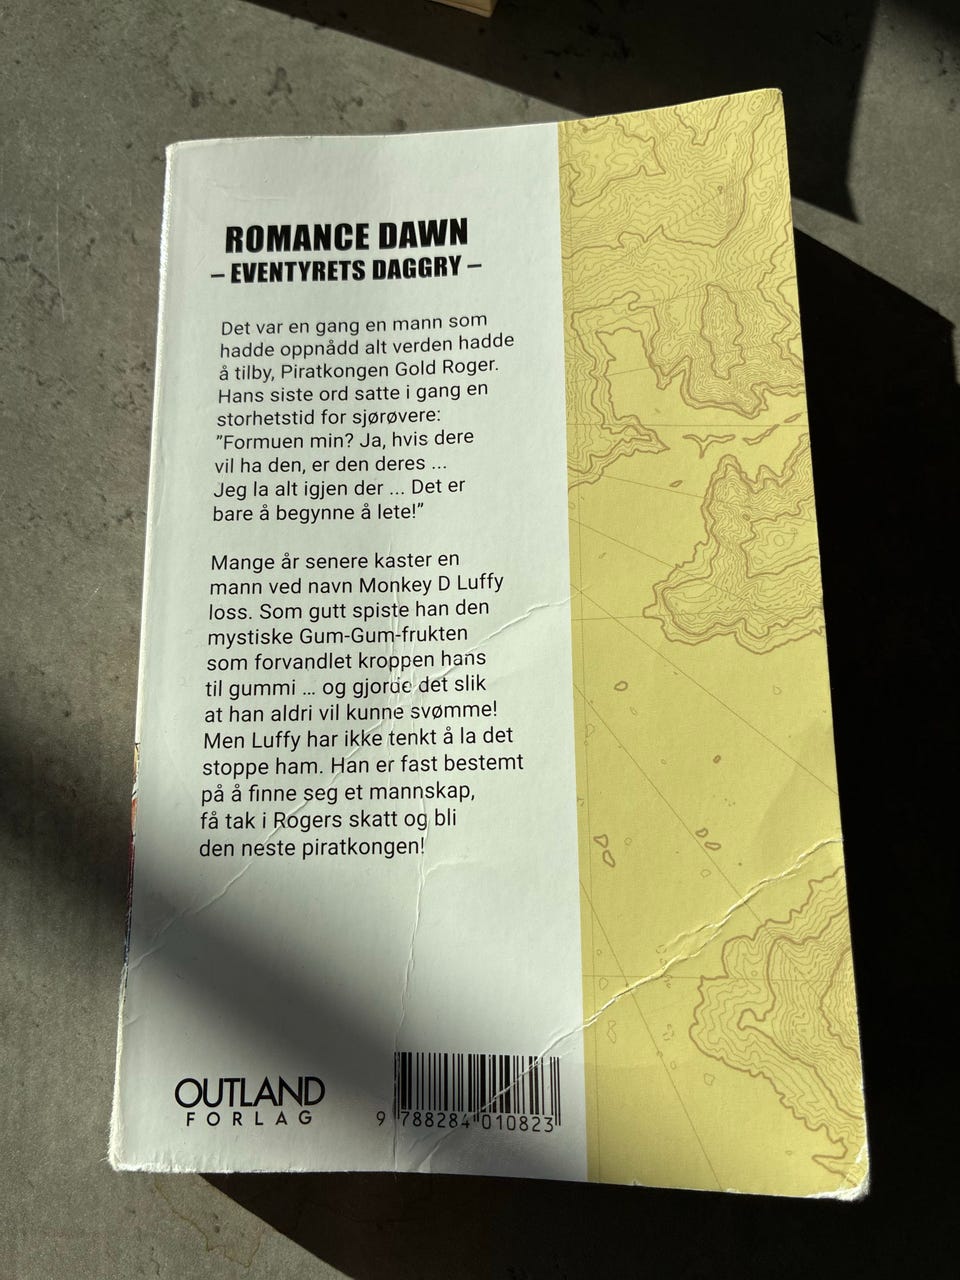 ROMANCE DAWN
– EVENTYRETS DAGGRY –
Det var en gang en mann som
hadde oppnådd alt verden hadde
å tilby, Piratkongen Gold Roger.
Hans siste ord satte i gang en
storhetstid for sjørøvere:
”Formuen min? Ja, hvis dere
vil ha den, er den deres ...
Jeg la alt igjen der ... Det er
bare å begynne å lete!”
Mange år senere kaster en
mann ved navn Monkey D Luffy
loss. Som gutt spiste han den
mystiske Gum-Gum-frukten
som forvandlet kroppen hans
til gummi ... og gjorde det slik
at han aldri vil kunne svømme!
Men Luffy har ikke tenkt å la det
stoppe ham. Han er fast bestemt
på å finne seg et mannskap,
få tak i Rogers skatt og bli
den neste piratkongen!
OUTLAND
FORLAG
9 788284 010823